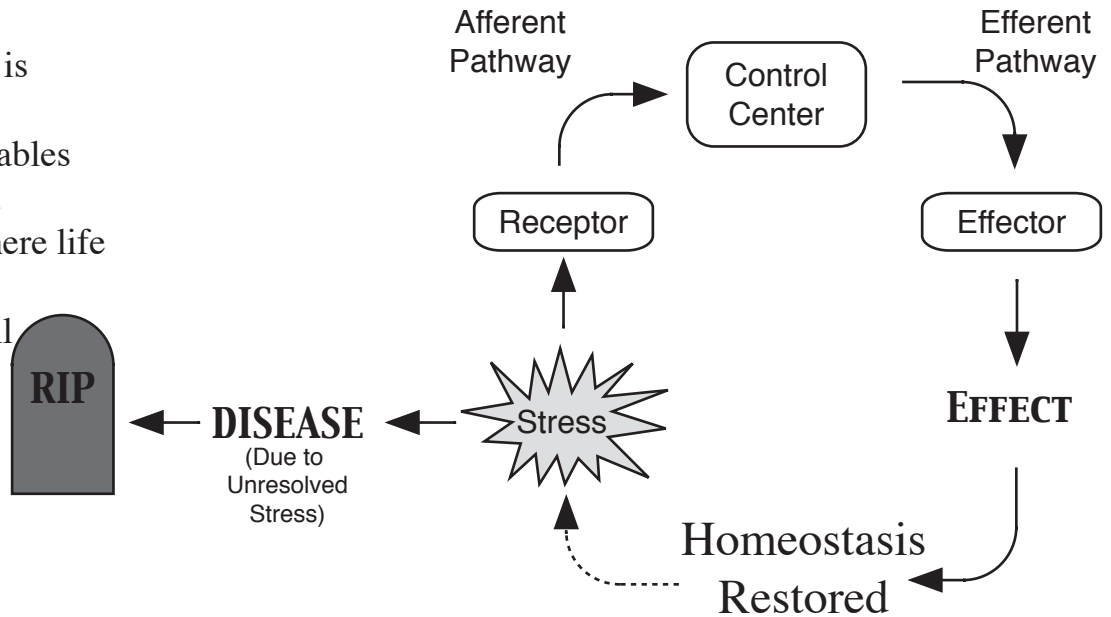 is
ables
ere life
Afferent
Pathway
Control
Center
Efferent
Pathway
Receptor
Effector
Stress
EFFECT
RIP
DISEASE
(Due to
Unresolved
Stress)
Homeostasis
Restored